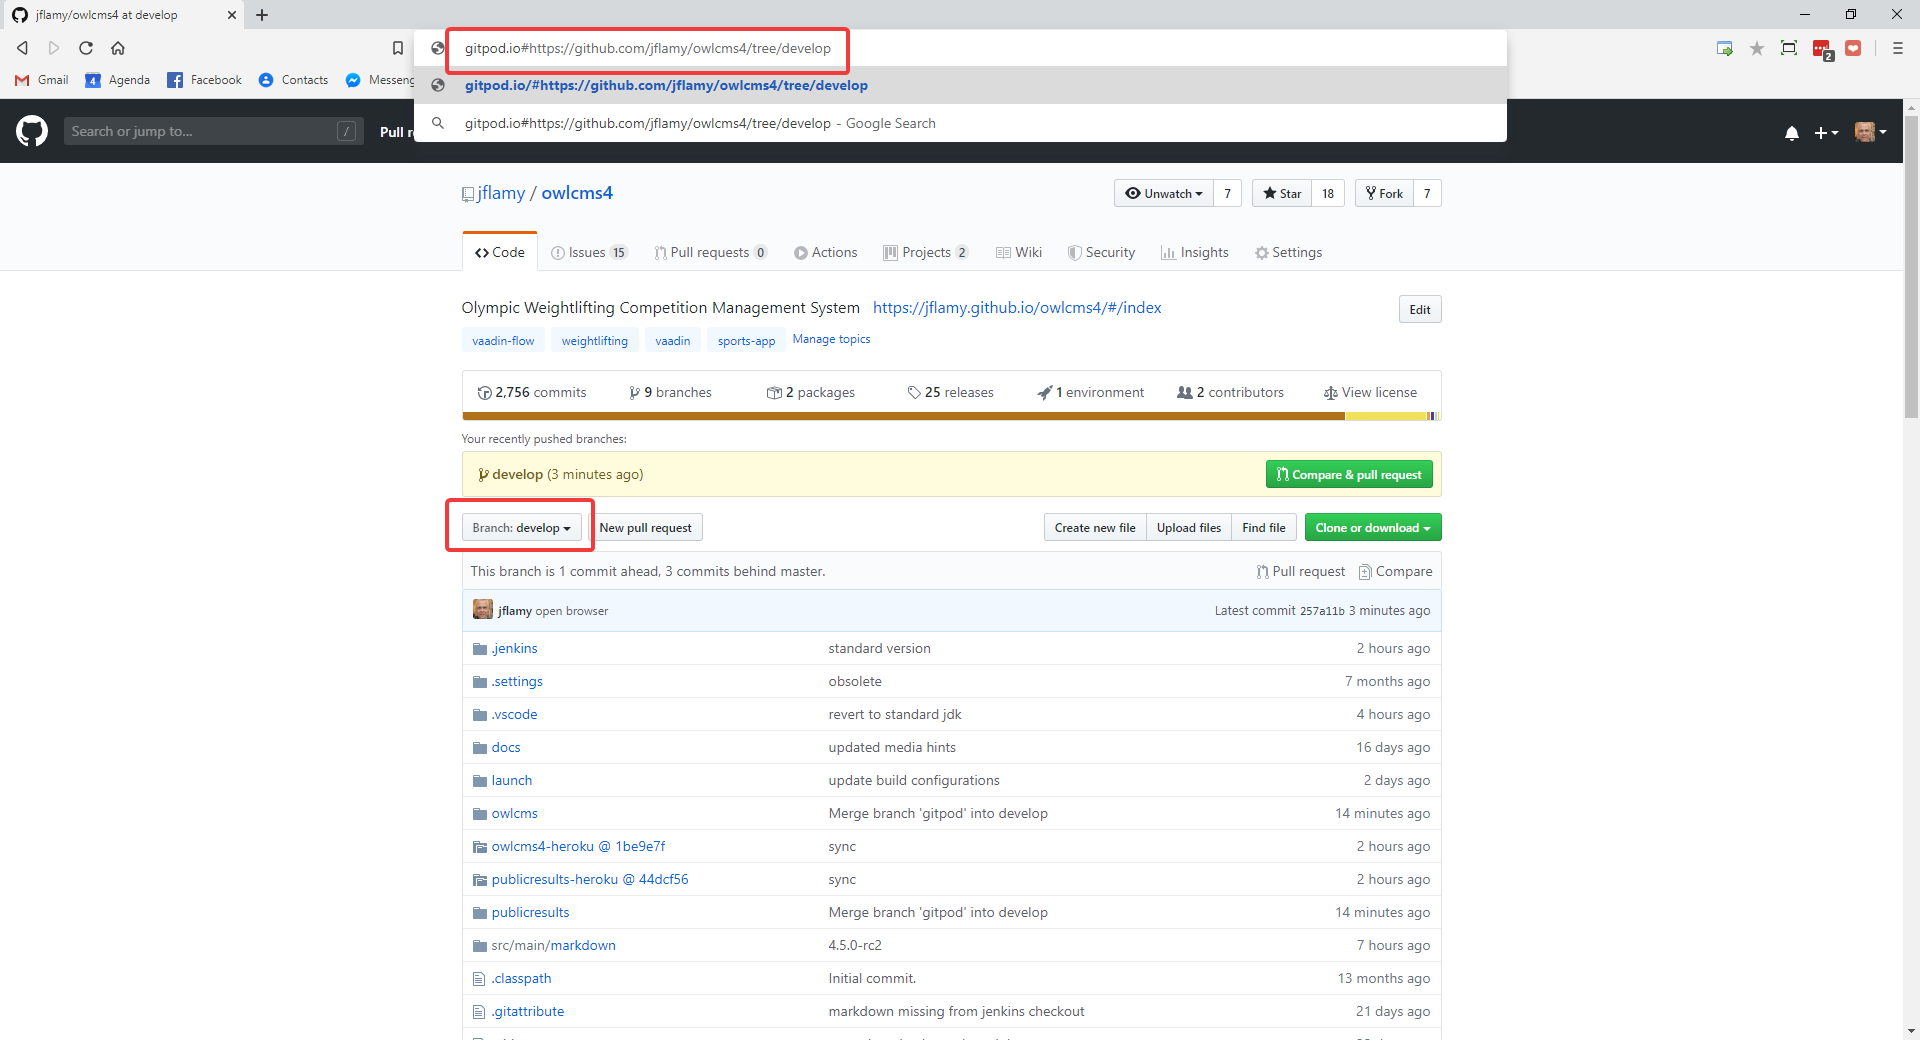 jflamy/owlcms4 at develop
gitpod.io#https://github.com/jflamy/owlcms4/tree/develop
2
Gmail 4 Agenda Facebook Contacts Messeng
gitpod.io/#https://github.com/jflamy/owlcms4/tree/develop
gitpod.io#https://github.com/jflamy/owlcms4/tree/develop - Google Search
Search or jump to... / Pull r
jflamy / owlcms4
Unwatch 7 Star 18 Fork 7
Code Issues 15 Pull requests 0 Actions Projects 2 Wiki Security Insights Settings
Olympic Weightlifting Competition Management System https://jflamy.github.io/owlcms4/#/index Edit
vaadin-flow weightlifting vaadin sports-app Manage topics
2,756 commits 9 branches 2 packages 25 releases 1 environment 2 contributors View license
Your recently pushed branches:
develop (3 minutes ago) Compare & pull request
Branch: develop New pull request Create new file Upload files Find file Clone or download
This branch is 1 commit ahead, 3 commits behind master. Pull request Compare
jflamy open browser Latest commit 257a11b 3 minutes ago
.jenkins standard version 2 hours ago
.settings obsolete 7 months ago
.vscode revert to standard jdk 4 hours ago
docs updated media hints 16 days ago
launch update build configurations 2 days ago
owlcms Merge branch 'gitpod' into develop 14 minutes ago
owlcms4-heroku @ 1be9e7f sync 2 hours ago
publicresults-heroku @ 44dcf56 sync 2 hours ago
publicresults Merge branch 'gitpod' into develop 14 minutes ago
src/main/markdown 4.5.0-rc2 7 hours ago
.classpath Initial commit. 13 months ago
.gitattribute markdown missing from jenkins checkout 21 days ago